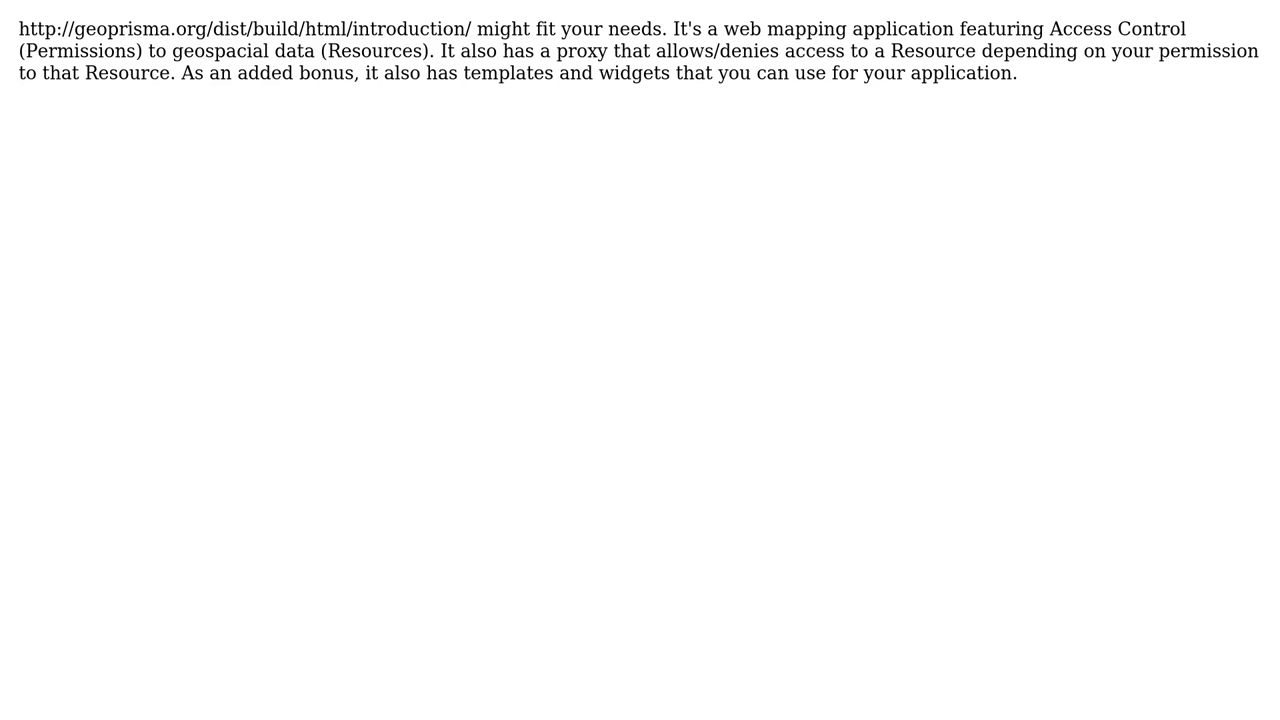 http://geoprisma.org/dist/build/html/introduction/ might fit your needs. It's a web mapping application featuring Access Control
(Permissions) to geospacial data (Resources). It also has a proxy that allows/denies access to a Resource depending on your permission
to that Resource. As an added bonus, it also has templates and widgets that you can use for your application.